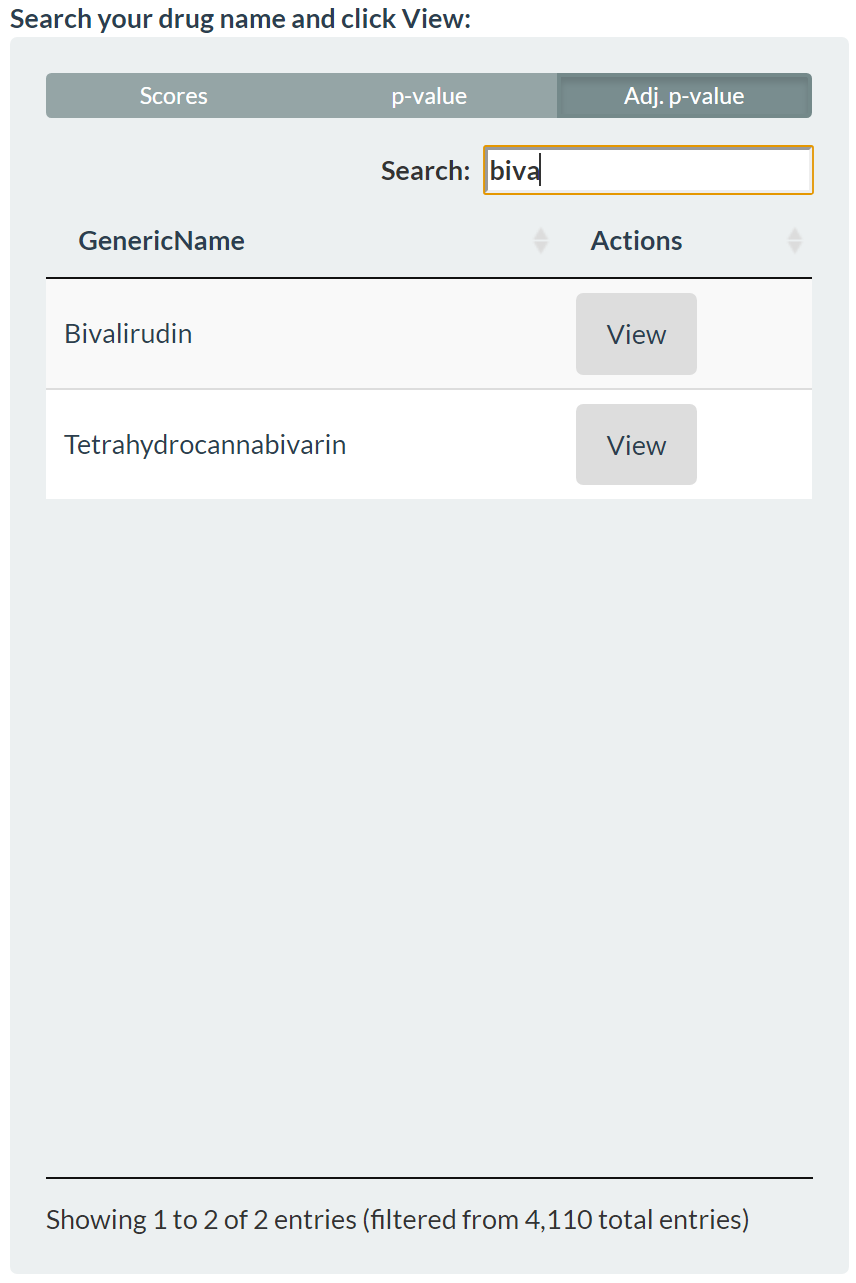 Search your drug name and click View:
Scores p-value Adj. p-value
Search: biva
GenericName Actions
Bivalirudin View
Tetrahydrocannabivarin View
Showing 1 to 2 of 2 entries (filtered from 4,110 total entries)